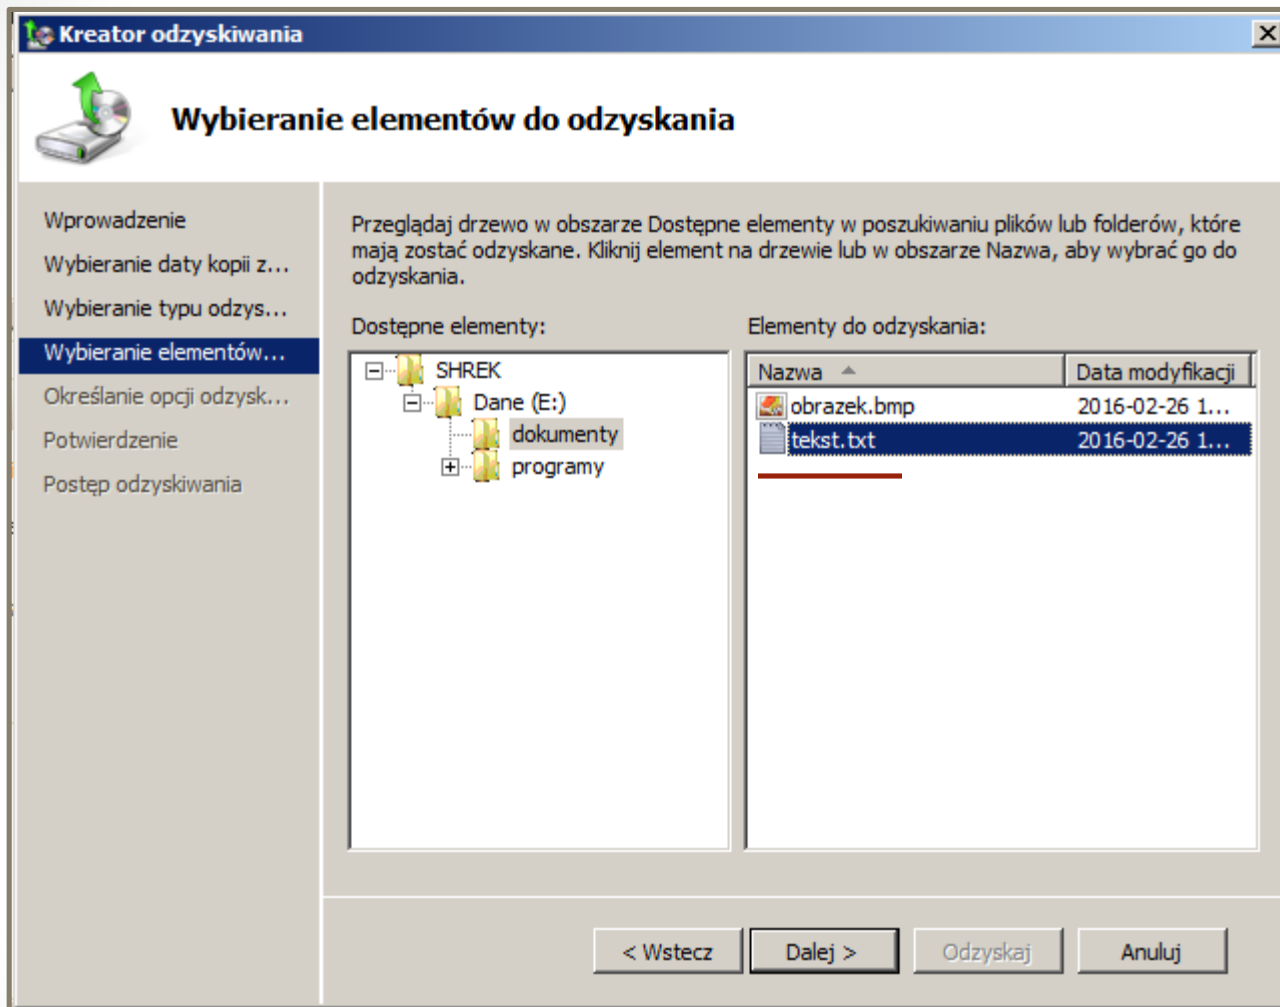 Kreator odzyskiwania
Wybieranie elementów do odzyskania
Wprowadzenie
Wybieranie daty kopii z...
Wybieranie typu odzys...
Wybieranie elementów...
Określanie opcji odzysk...
Potwierdzenie
Postęp odzyskiwania
Przeglądaj drzewo w obszarze Dostępne elementy w poszukiwaniu plików lub folderów, które
mają zostać odzyskane. Kliknij element na drzewie lub w obszarze Nazwa, aby wybrać go do
odzyskania.
Dostępne elementy:
SHREK
Dane (E:)
dokumenty
programy
Elementy do odzyskania:
Nazwa Data modyfikacji
obrazek.bmp 2016-02-26 1...
tekst.txt 2016-02-26 1...
< Wstecz Dalej > Odzyskaj Anuluj